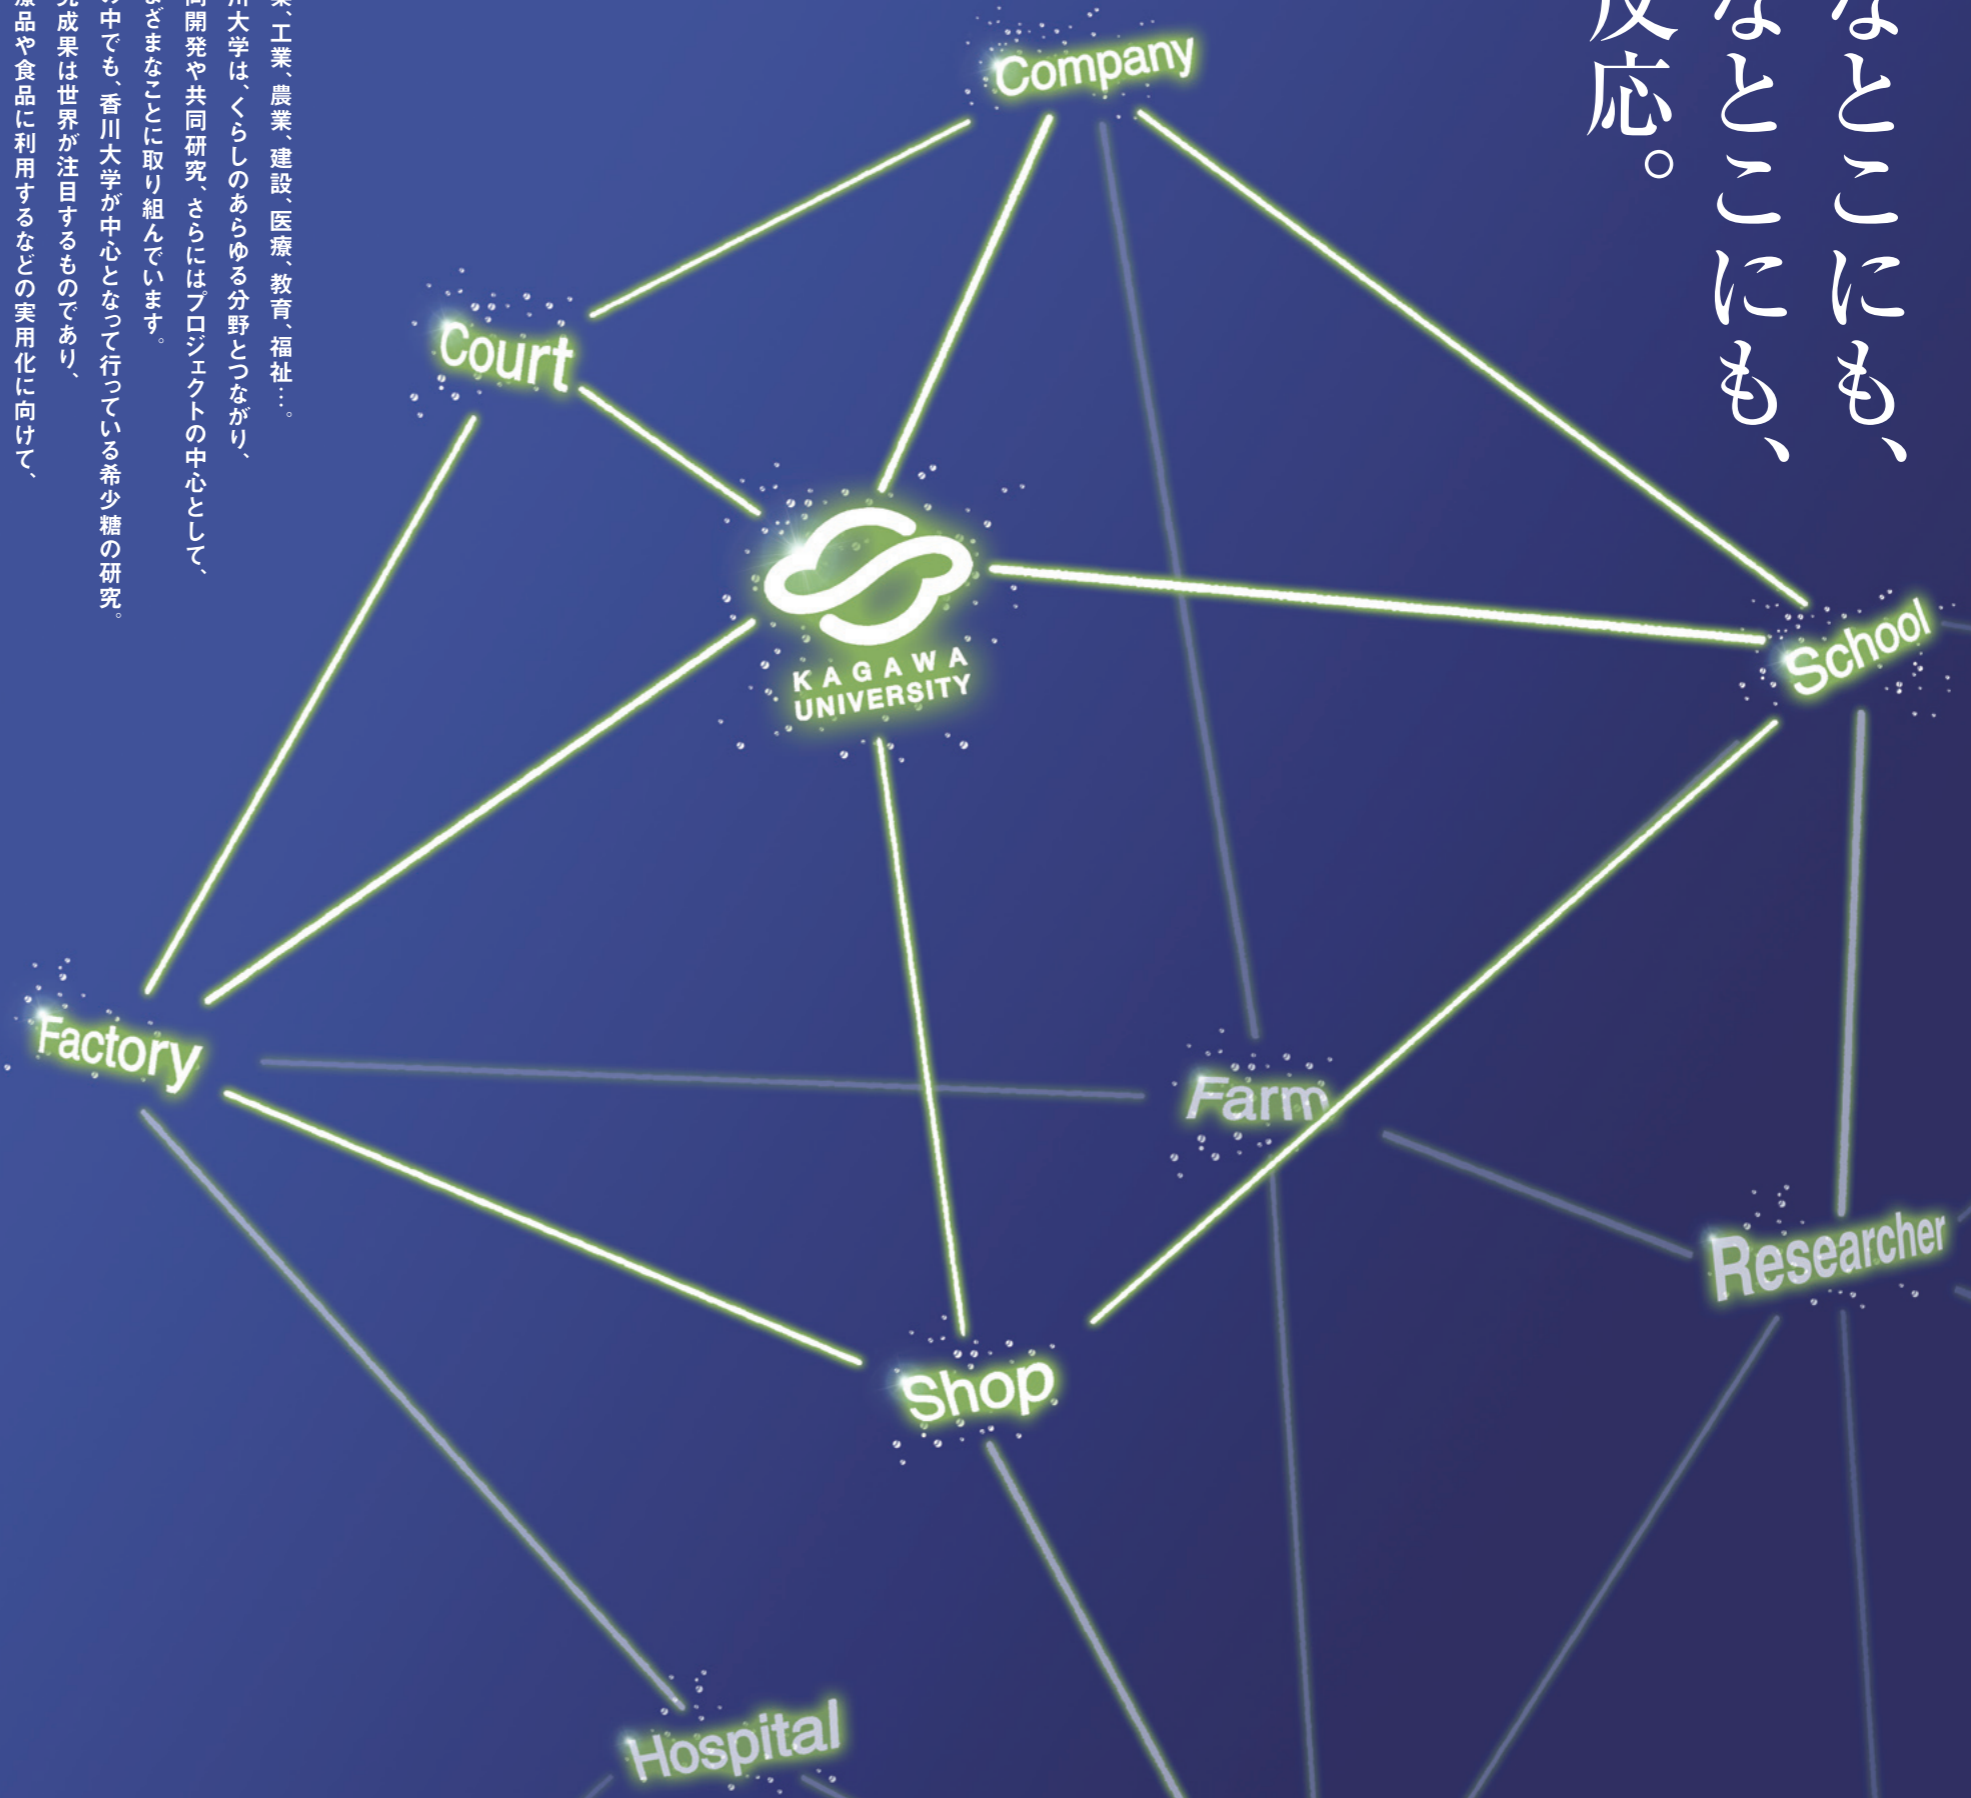 なとこにも、
なとこにも、
反応。
業、工業、農業、建設、医療、教育、福祉…。
川大学は、くらしのあらゆる分野とつながり、
同開発や共同研究、さらにはプロジェクトの中心として、
まざまなことに取り組んでいます。
の中でも、香川大学が中心となって行っている希少糖の研究。
究成果は世界が注目するものであり、
療品や食品に利用するなどの実用化に向けて、
Company
Court
KAGAWA
UNIVERSITY
School
Factory
Farm
Researcher
Shop
Hospital